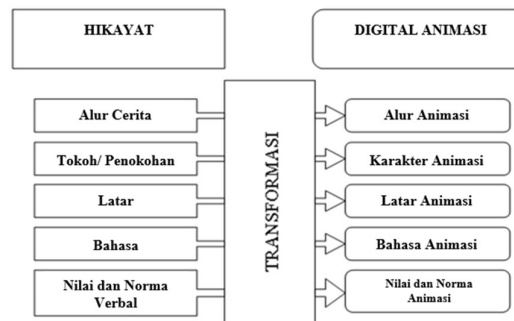 HIKAYAT
DIGITAL ANIMASI
Alur Cerita
Tokoh/ Penokohan
Latar
Bahasa
Nilai dan Norma
Verbal
TRANSFORMASI
Alur Animasi
Karakter Animasi
Latar Animasi
Bahasa Animasi
Nilai dan Norma
Animasi